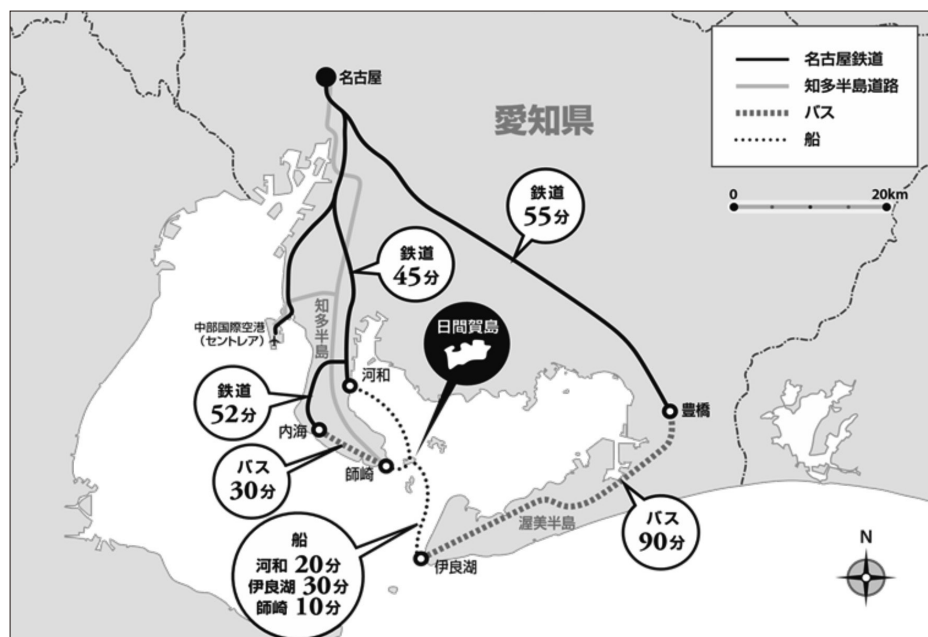 名古屋
愛知県
名古屋鉄道
知多半島道路
バス
船
0
20km
鉄道
55分
鉄道
45分
日間賀島
知多半島
中部国際空港
(セントレア)
河和
鉄道
52分
豊橋
内海
師崎
バス
30分
渥美半島
バス
90分
船
河和 20分
伊良湖 30分
師崎 10分
伊良湖
N